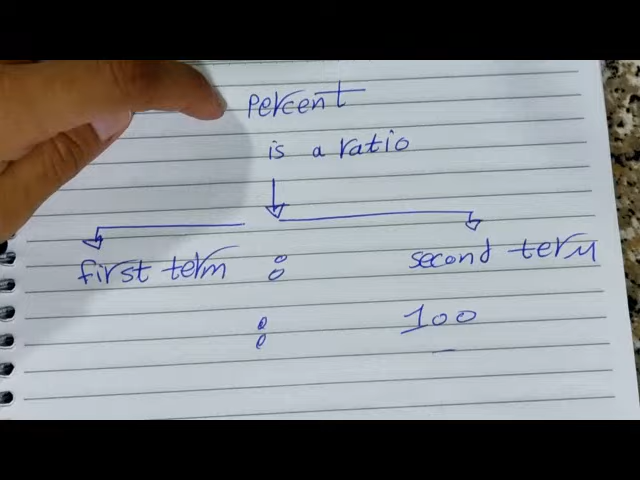 percent
is a ratio
first term : second term
: 100